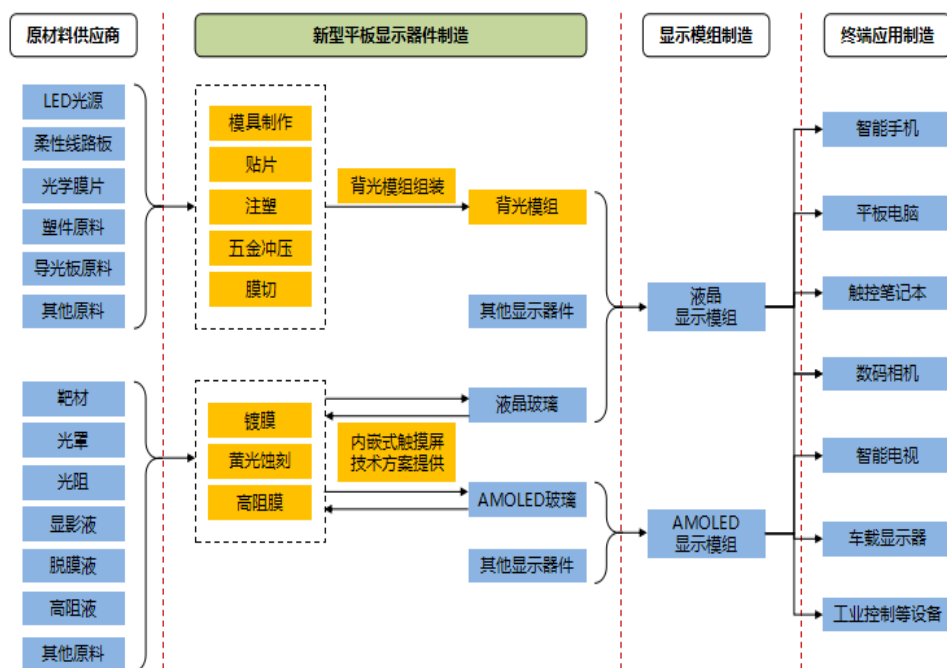 原材料供应商
新型平板显示器件制造
显示模组制造
终端应用制造
LED光源
柔性线路板
光学膜片
塑件原料
导光板原料
其他原料
模具制作
贴片
注塑
五金冲压
膜切
背光模组组装
背光模组
其他显示器件
靶材
光罩
光阻
显影液
脱膜液
高阻液
其他原料
镀膜
黄光蚀刻
高阻膜
内嵌式触摸屏
技术方案提供
液晶玻璃
AMOLED玻璃
其他显示器件
液晶
显示模组
AMOLED
显示模组
智能手机
平板电脑
触控笔记本
数码相机
智能电视
车载显示器
工业控制等设备